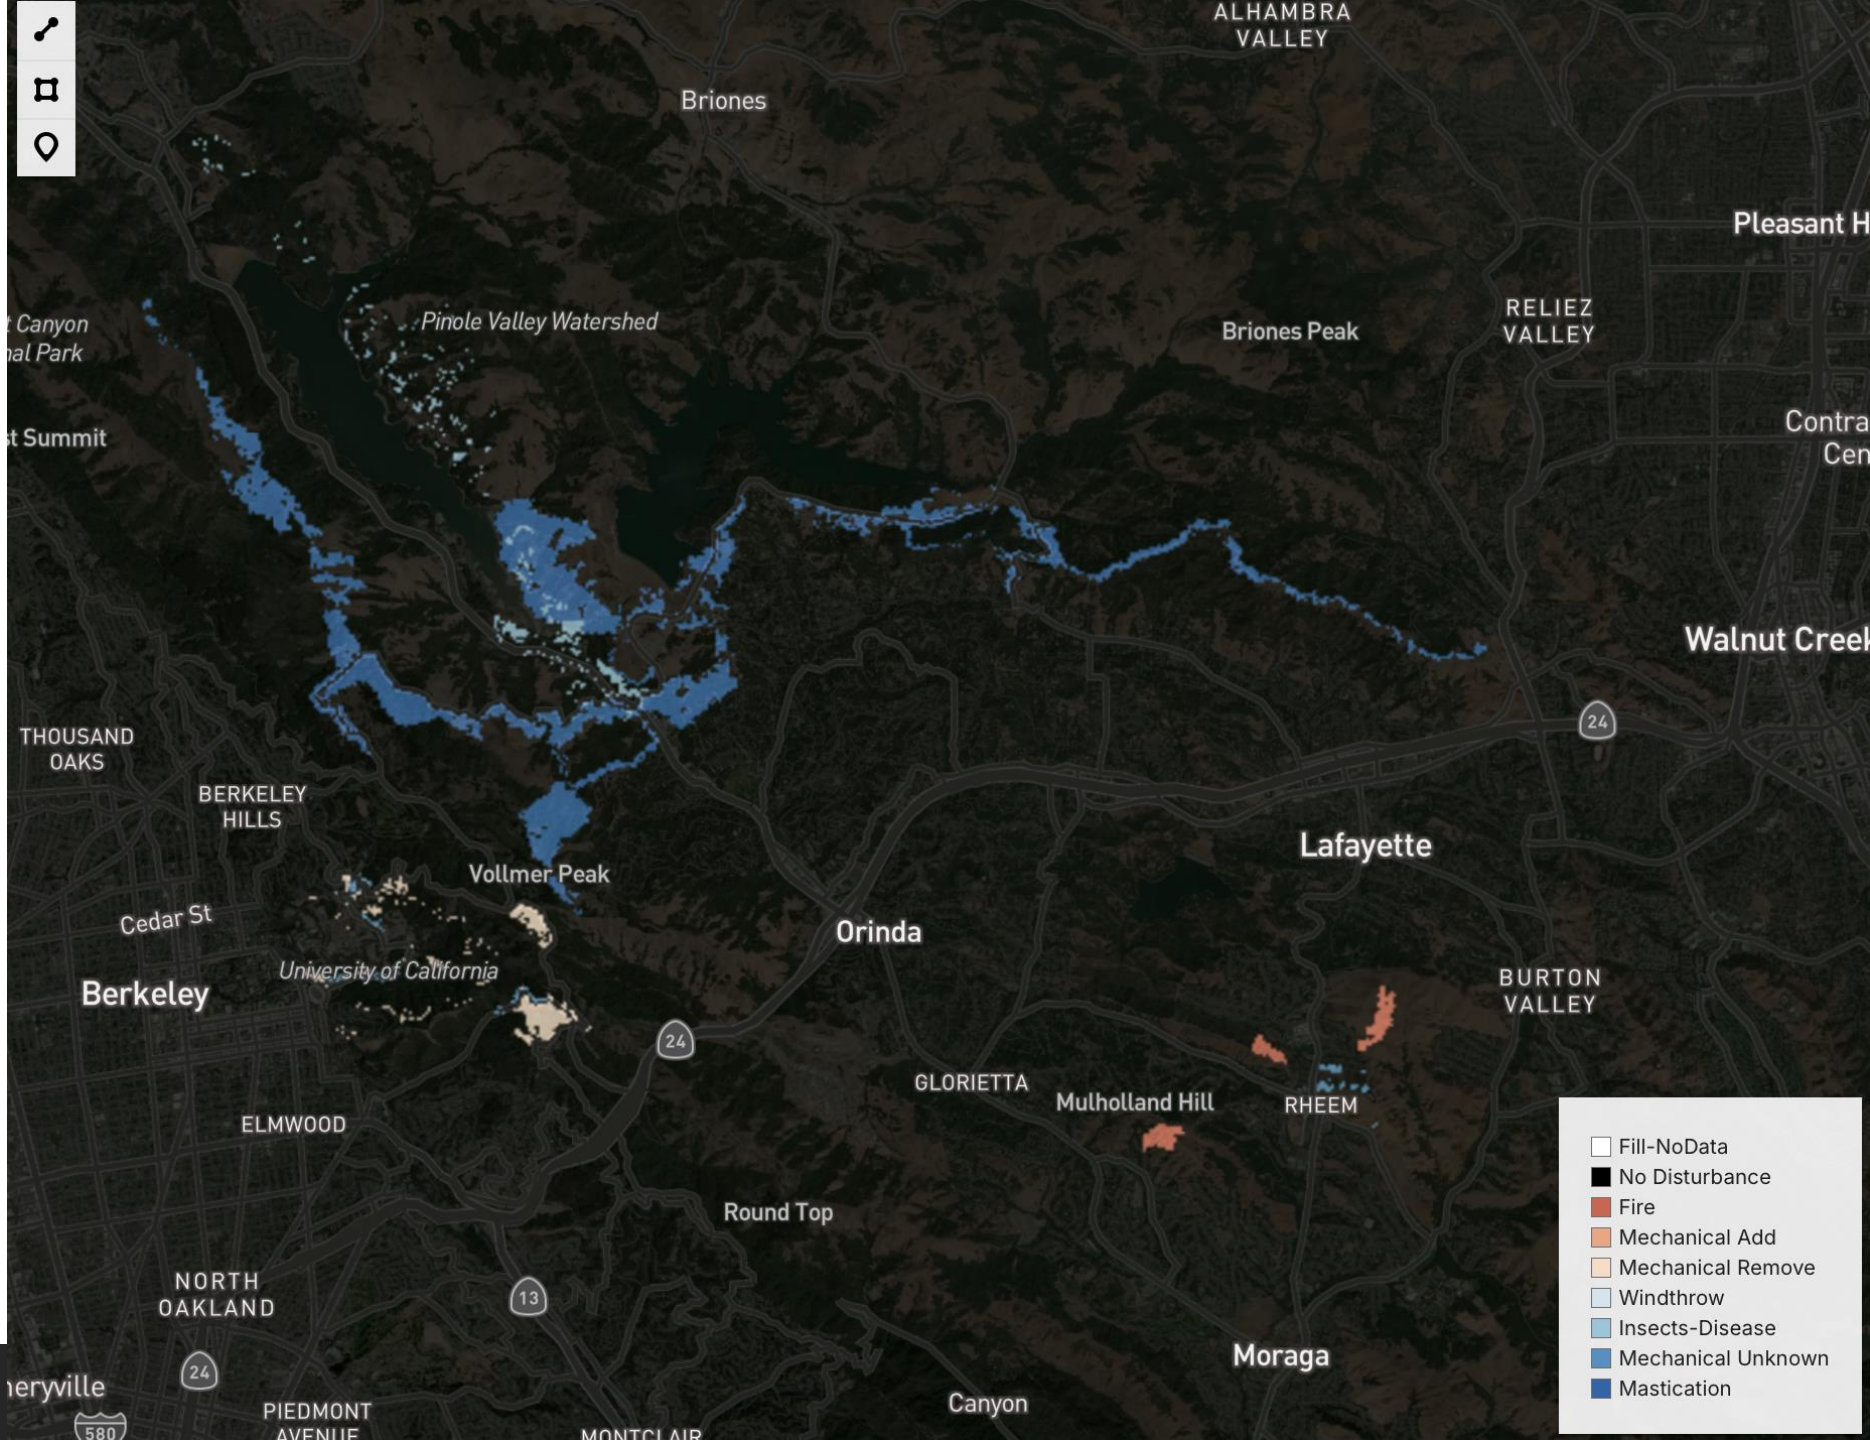 ALHAMBRA
VALLEY
Briones
Pleasant H
t Canyon
nal Park
Pinole Valley Watershed
Briones Peak
RELIEZ
VALLEY
st Summit
Contra
Cen
Walnut Creek
24
THOUSAND
OAKS
BERKELEY
HILLS
Lafayette
Vollmer Peak
Cedar St
Orinda
University of California
Berkeley
BURTON
VALLEY
24
GLORIETTA
Mulholland Hill
RHEEM
ELMWOOD
Round Top
NORTH
OAKLAND
13
24
Moraga
neryville
Canyon
PIEDMONT
AVENUE
580
MONTCLAIR
Fill-NoData
No Disturbance
Fire
Mechanical Add
Mechanical Remove
Windthrow
Insects-Disease
Mechanical Unknown
Mastication